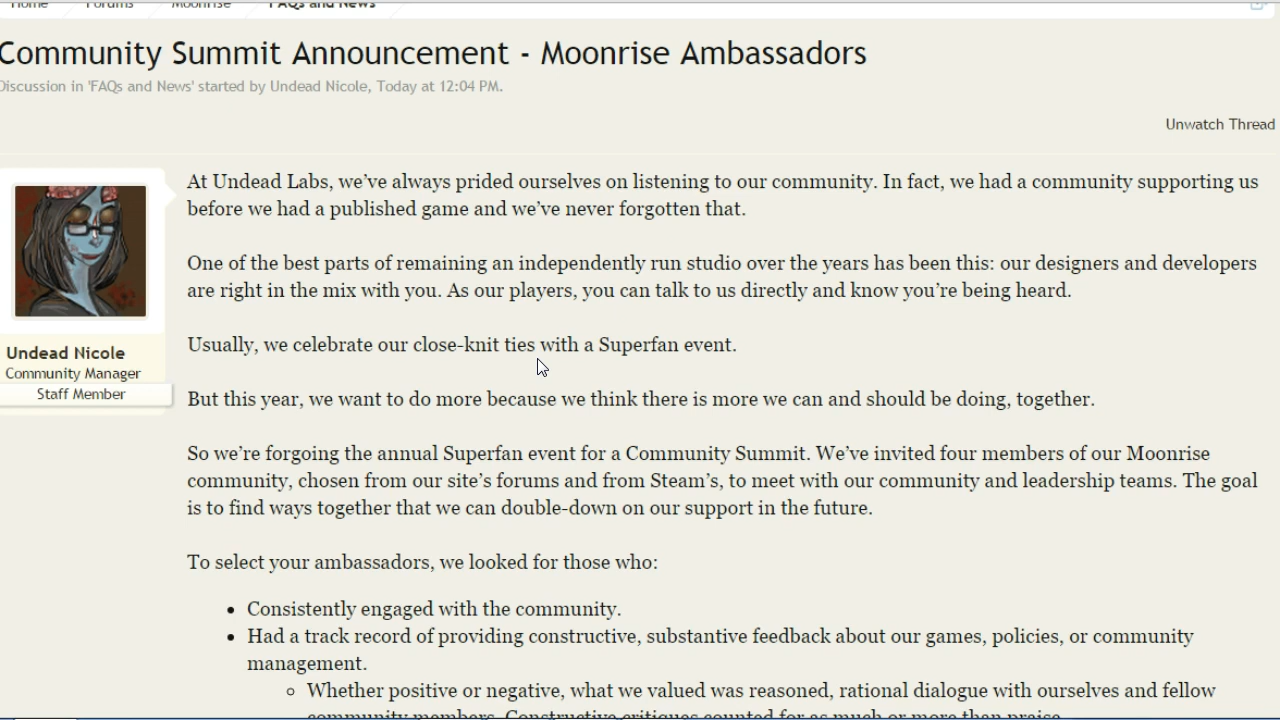 Home Forums Moonrise FAQs and News
Community Summit Announcement - Moonrise Ambassadors
Discussion in 'FAQs and News' started by Undead Nicole, Today at 12:04 PM.
Unwatch Thread
Undead Nicole
Community Manager
Staff Member
At Undead Labs, we’ve always prided ourselves on listening to our community. In fact, we had a community supporting us
before we had a published game and we’ve never forgotten that.
One of the best parts of remaining an independently run studio over the years has been this: our designers and developers
are right in the mix with you. As our players, you can talk to us directly and know you’re being heard.
Usually, we celebrate our close-knit ties with a Superfan event.
But this year, we want to do more because we think there is more we can and should be doing, together.
So we’re forgoing the annual Superfan event for a Community Summit. We’ve invited four members of our Moonrise
community, chosen from our site’s forums and from Steam’s, to meet with our community and leadership teams. The goal
is to find ways together that we can double-down on our support in the future.
To select your ambassadors, we looked for those who:
• Consistently engaged with the community.
• Had a track record of providing constructive, substantive feedback about our games, policies, or community
management.
◦ Whether positive or negative, what we valued was reasoned, rational dialogue with ourselves and fellow
community members. Constructive critiques counted for as much or more than praise.